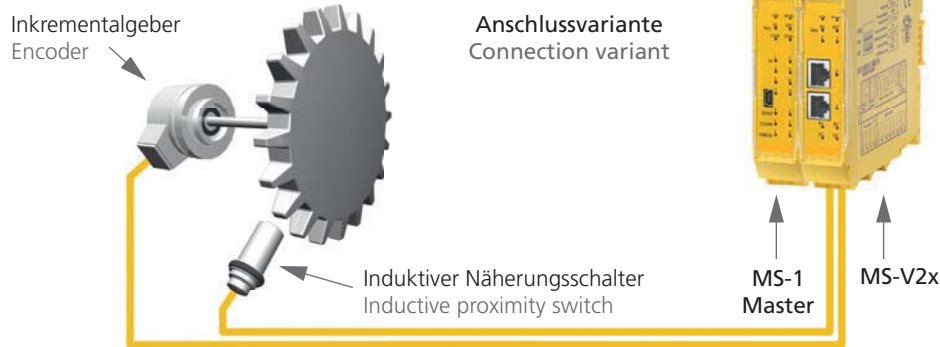 Inkrementalgeber
Encoder
Anschlussvariante
Connection variant
Induktiver Näherungsschalter
Inductive proximity switch
MS-1
Master
MS-V2x